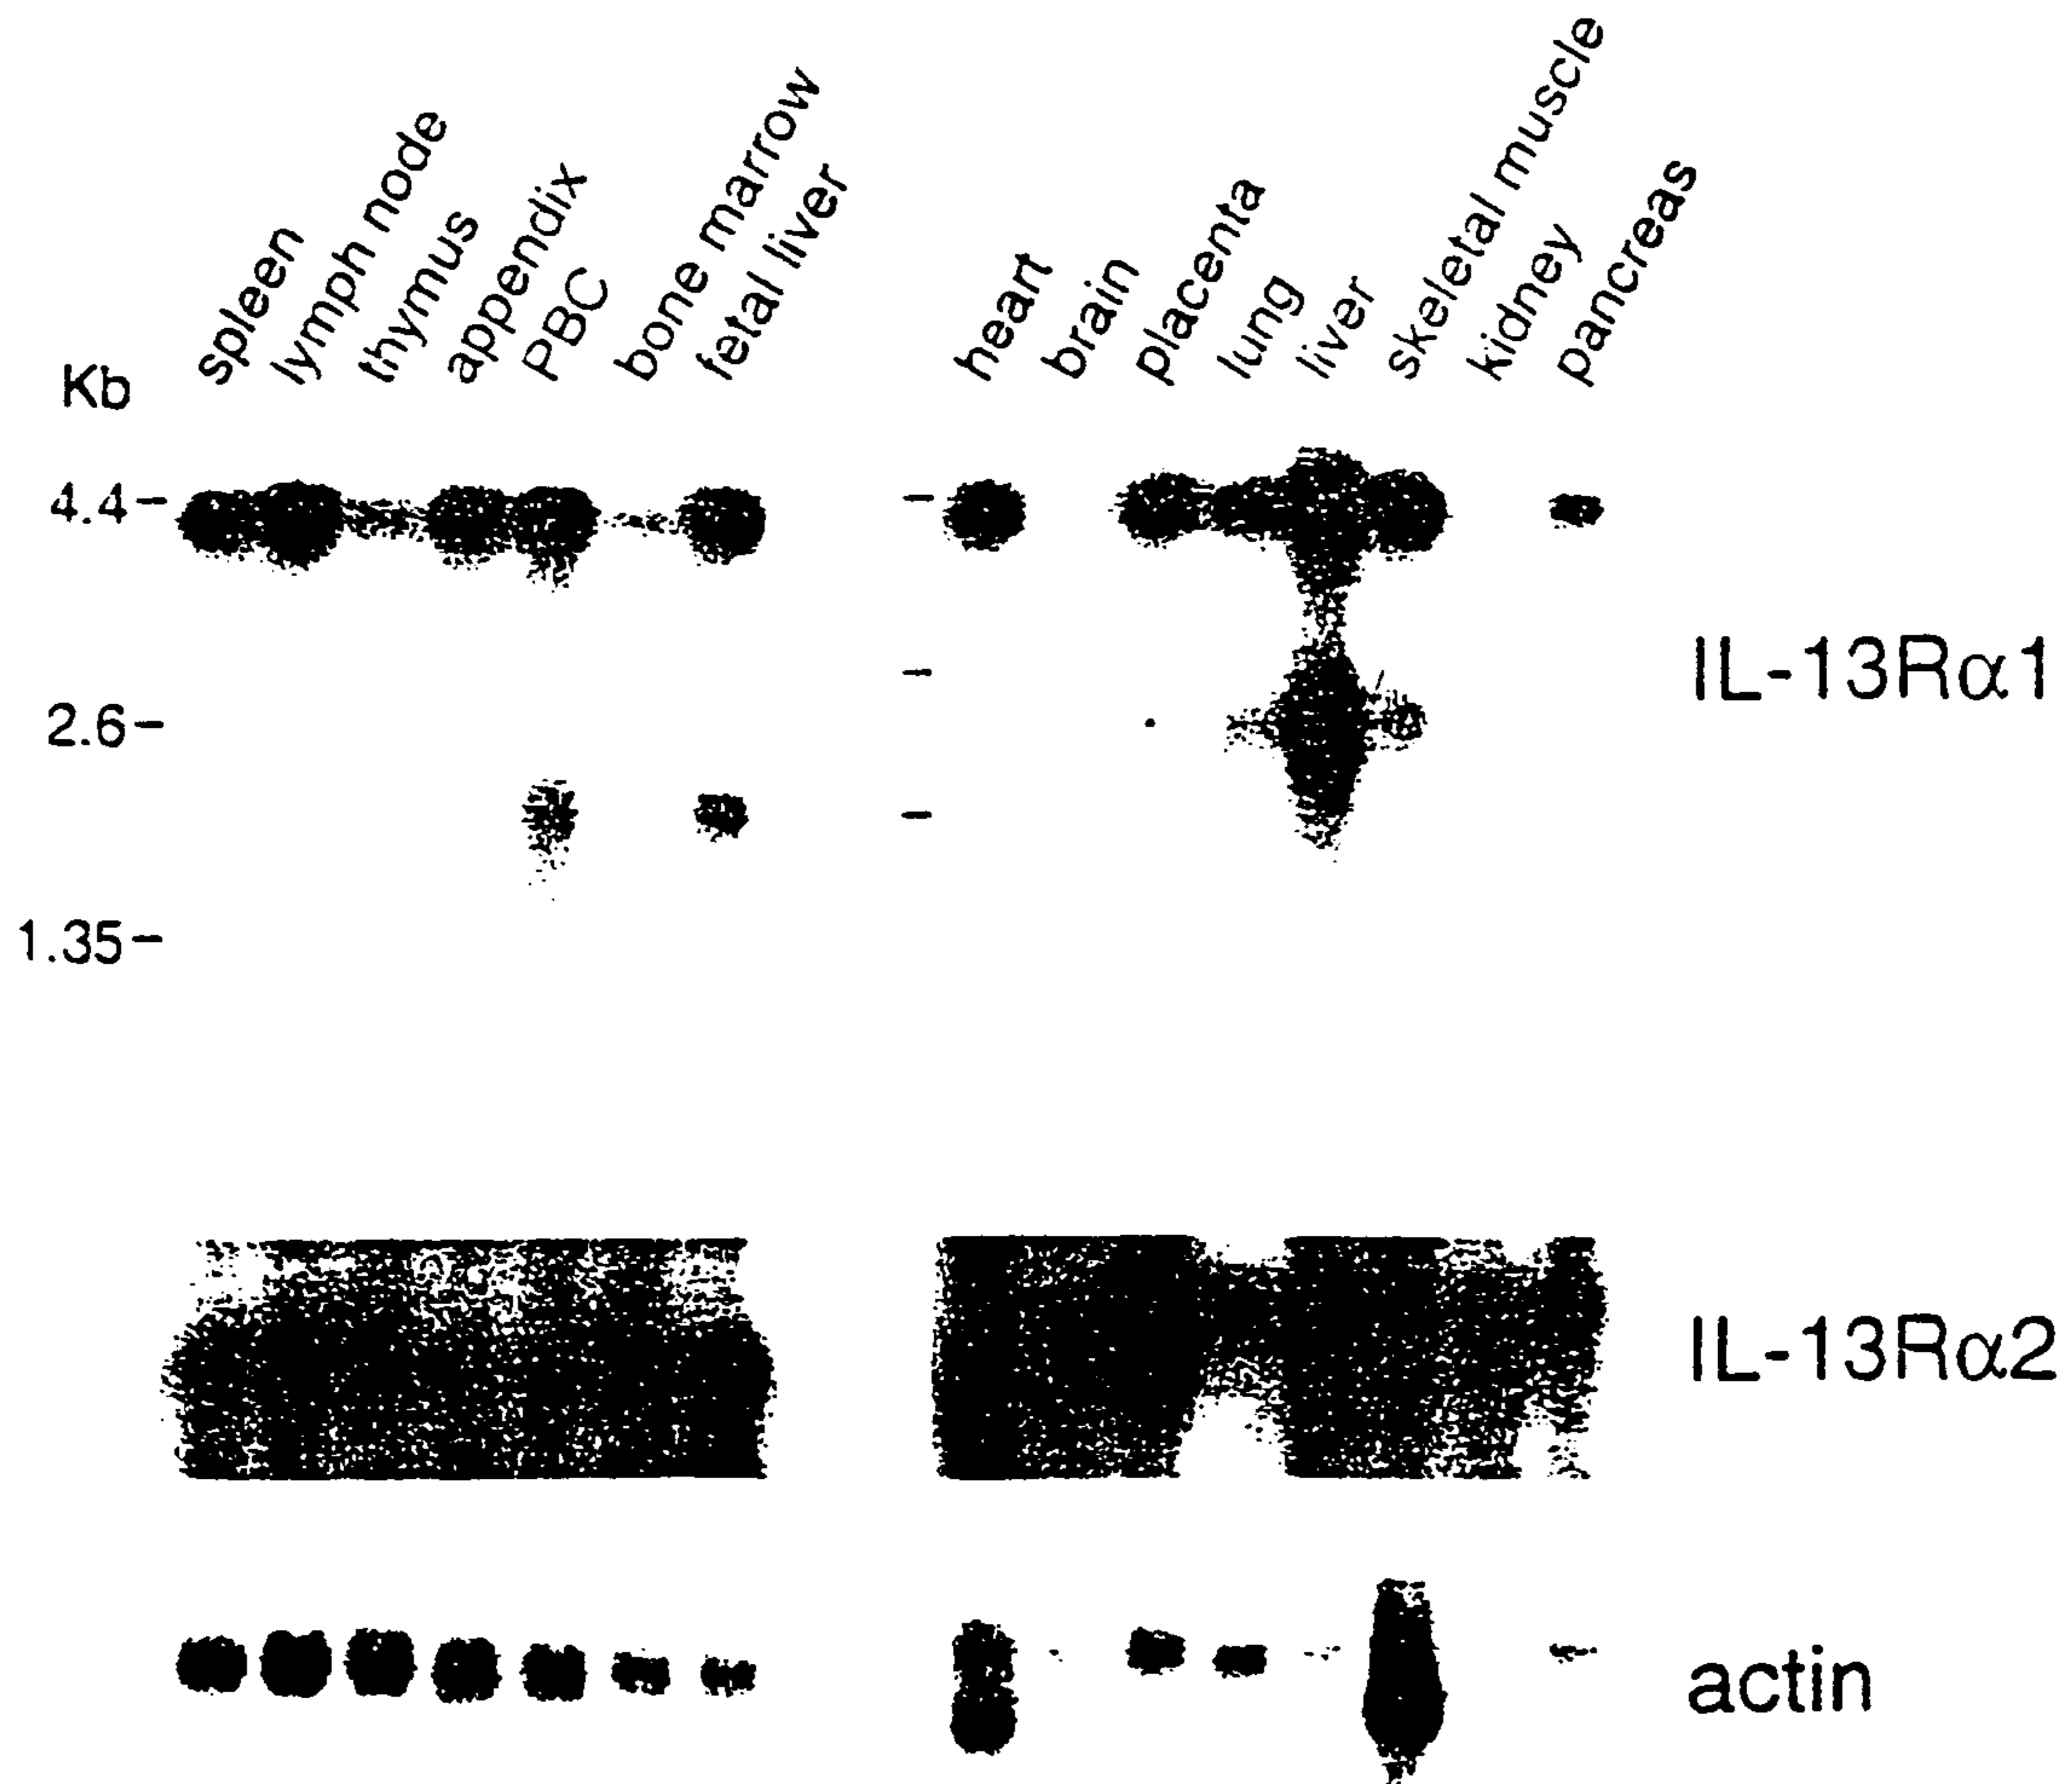 spleen
lymph node
thymus
appendix
PBC
bone marrow
fetal liver
heart
brain
placenta
lung
liver
skeletal muscle
kidney
pancreas
Kb
4.4
2.6
1.35
IL-13Rα1
IL-13Rα2
actin